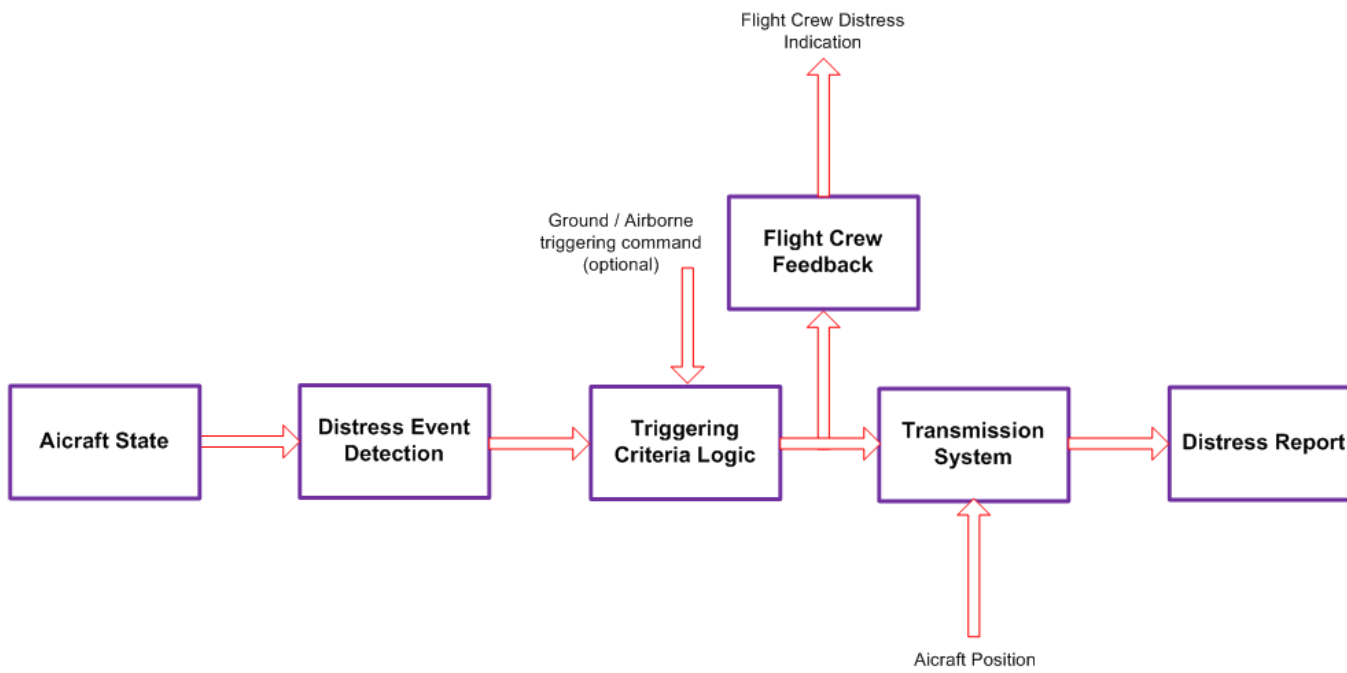 Flight Crew Distress
Indication
Ground / Airborne
triggering command
(optional)
Flight Crew
Feedback
Aicraft State
Distress Event
Detection
Triggering
Criteria Logic
Transmission
System
Distress Report
Aicraft Position